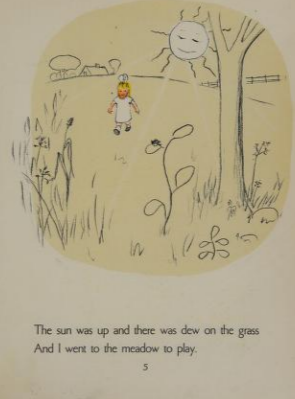 The sun was up and there was dew on the grass
And I went to the meadow to play.
5